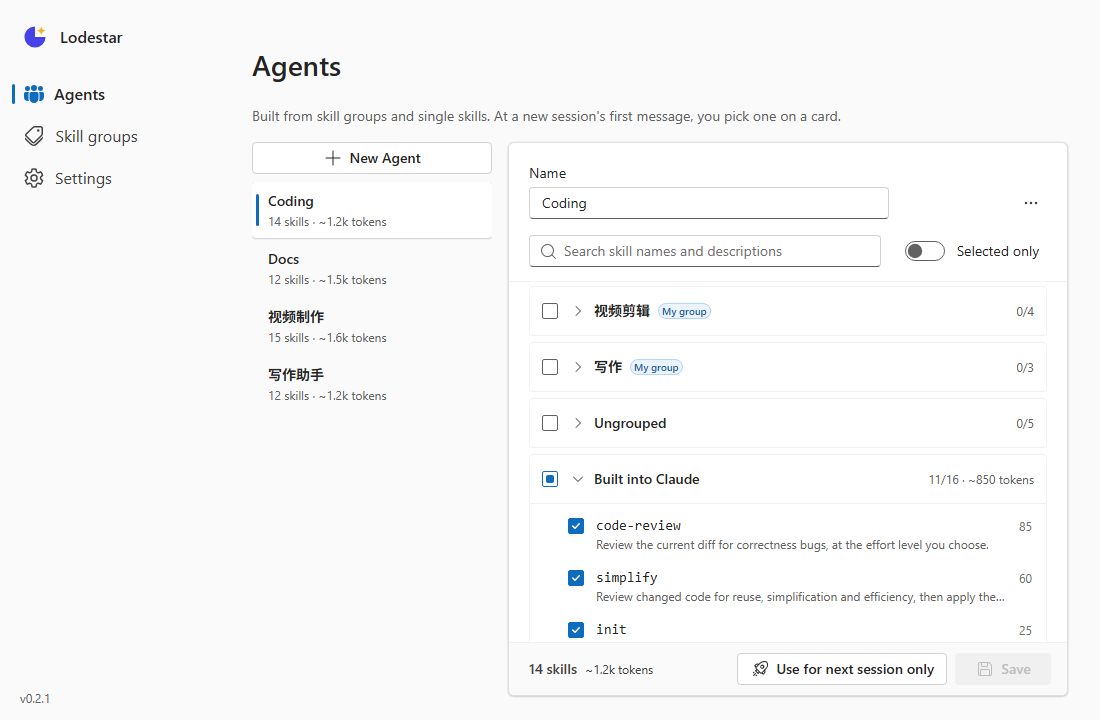 Lodestar
Agents
Skill groups
Settings
v0.2.1
Agents
Built from skill groups and single skills. At a new session's first message, you pick one on a card.
New Agent
Coding
14 skills · ~1.2k tokens
Docs
12 skills · ~1.5k tokens
视频制作
15 skills · ~1.6k tokens
写作助手
12 skills · ~1.2k tokens
Name
Coding
Search skill names and descriptions
Selected only
视频剪辑 My group 0/4
写作 My group 0/3
Ungrouped 0/5
Built into Claude 11/16 · ~850 tokens
code-review 85
Review the current diff for correctness bugs, at the effort level you choose.
simplify 60
Review changed code for reuse, simplification and efficiency, then apply the...
init 25
14 skills ~1.2k tokens
Use for next session only
Save